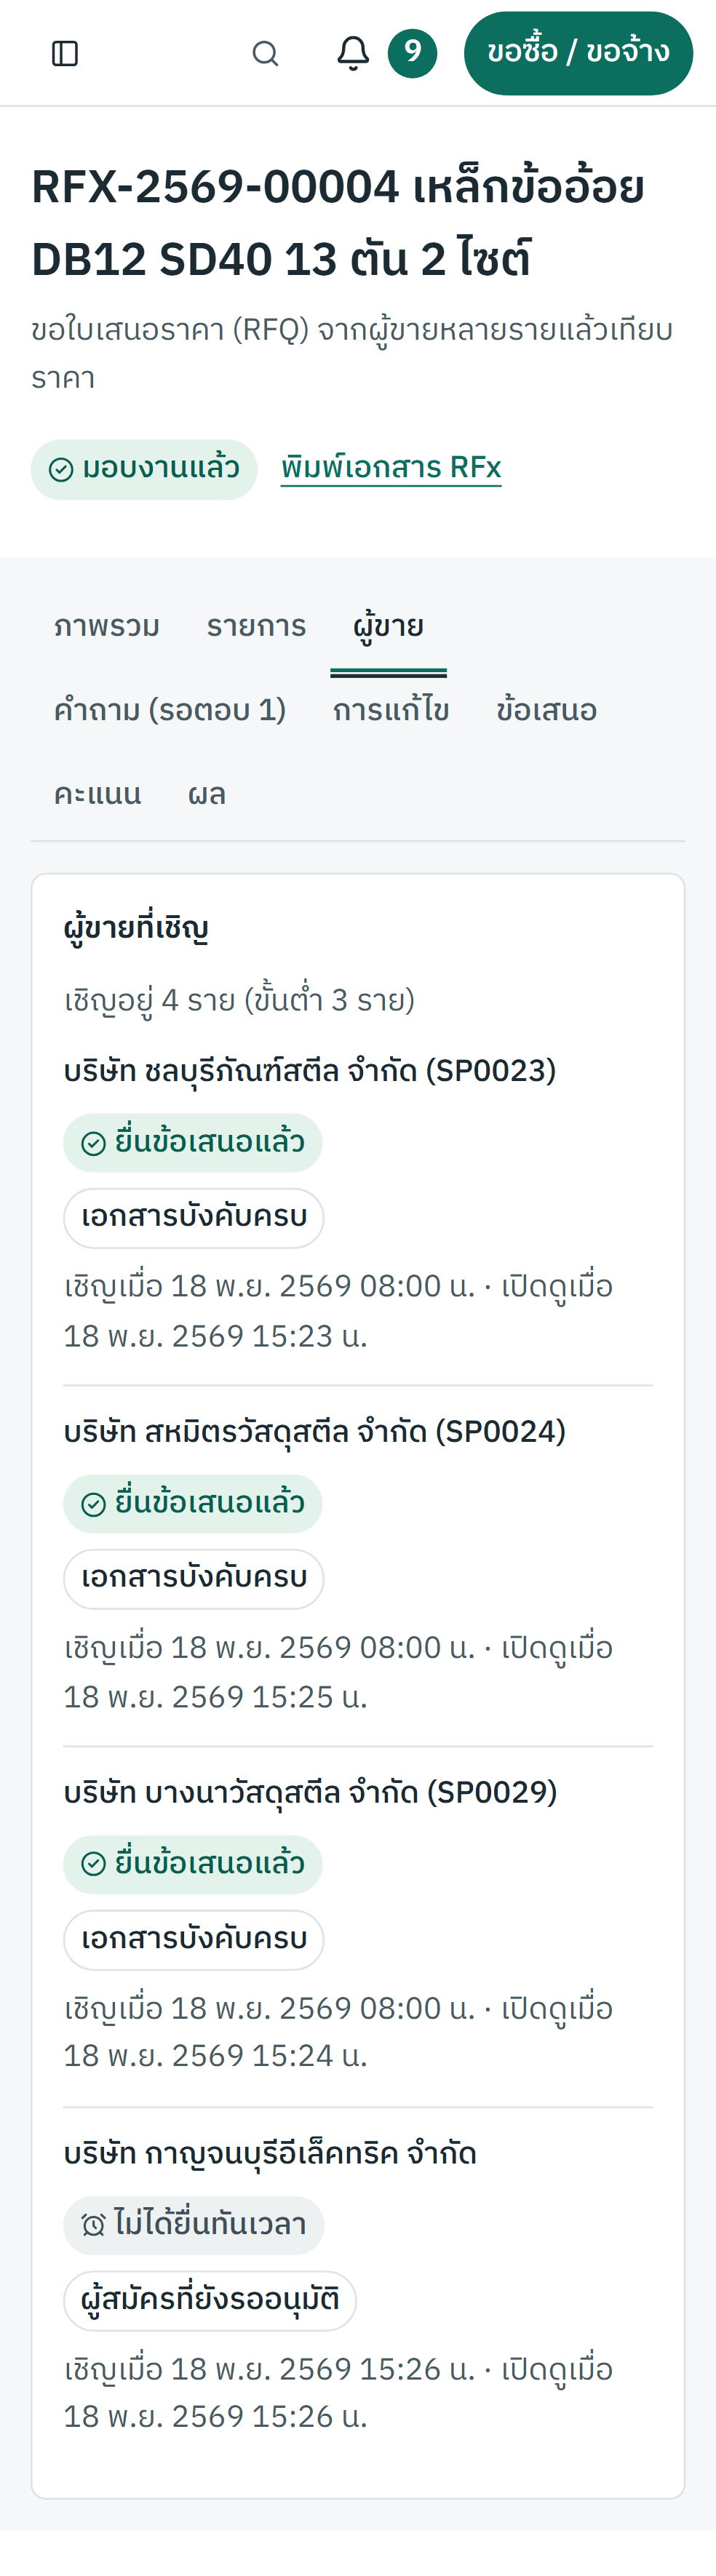 9
ขอซื้อ / ขอจ้าง
RFX-2569-00004 เหล็กข้ออ้อย
DB12 SD40 13 ตัน 2 ไซต์
ขอใบเสนอราคา (RFQ) จากผู้ขายหลายรายแล้วเทียบ
ราคา
มอบงานแล้ว พิมพ์เอกสาร RFx
ภาพรวม รายการ ผู้ขาย
คำถาม (รอตอบ 1) การแก้ไข ข้อเสนอ
คะแนน ผล
ผู้ขายที่เชิญ
เชิญอยู่ 4 ราย (ขั้นต่ำ 3 ราย)
บริษัท ชลบุรีภัณฑ์สตีล จำกัด (SP0023)
ยื่นข้อเสนอแล้ว
เอกสารบังคับครบ
เชิญเมื่อ 18 พ.ย. 2569 08:00 น. · เปิดดูเมื่อ
18 พ.ย. 2569 15:23 น.
บริษัท สหมิตรวัสดุสตีล จำกัด (SP0024)
ยื่นข้อเสนอแล้ว
เอกสารบังคับครบ
เชิญเมื่อ 18 พ.ย. 2569 08:00 น. · เปิดดูเมื่อ
18 พ.ย. 2569 15:25 น.
บริษัท บางนาวัสดุสตีล จำกัด (SP0029)
ยื่นข้อเสนอแล้ว
เอกสารบังคับครบ
เชิญเมื่อ 18 พ.ย. 2569 08:00 น. · เปิดดูเมื่อ
18 พ.ย. 2569 15:24 น.
บริษัท กาญจนบุรีอีเล็คทริค จำกัด
ไม่ได้ยื่นทันเวลา
ผู้สมัครที่ยังรออนุมัติ
เชิญเมื่อ 18 พ.ย. 2569 15:26 น. · เปิดดูเมื่อ
18 พ.ย. 2569 15:26 น.